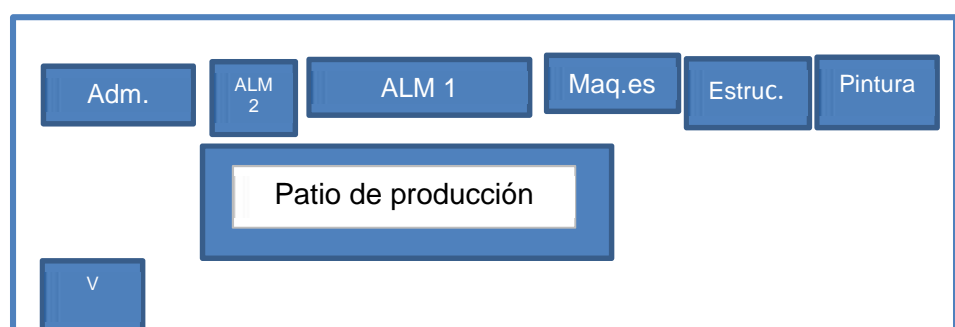 Adm.
ALM
2
ALM 1
Maq.es
Estruc.
Pintura
Patio de producción
V